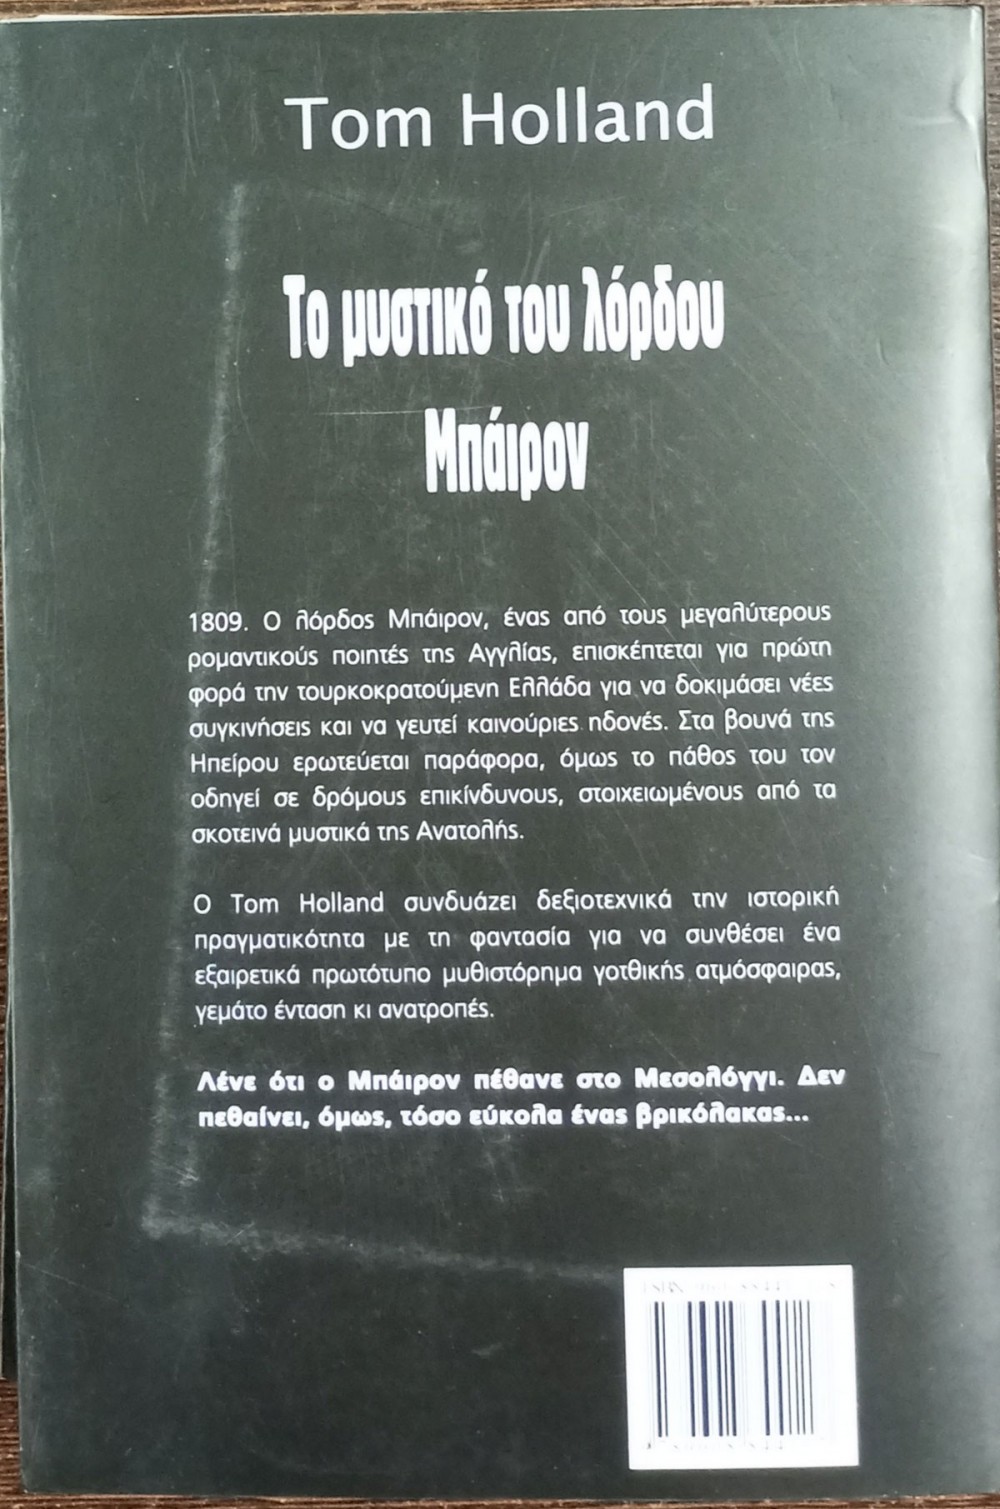 Tom Holland
Το μυστικό του λόρδου
Μπάιρον
1809. Ο λόρδος Μπάιρον, ένας από τους μεγαλύτερους
ρομαντικούς ποιητές της Αγγλίας, επισκέπτεται για πρώτη
φορά την τουρκοκρατούμενη Ελλάδα για να δοκιμάσει νέες
συγκινήσεις και να γευτεί καινούριες ηδονές. Στα βουνά της
Ηπείρου ερωτεύεται παράφορα, όμως το πάθος του τον
οδηγεί σε δρόμους επικίνδυνους, στοιχειωμένους από τα
σκοτεινά μυστικά της Ανατολής.
Ο Tom Holland συνδυάζει δεξιοτεχνικά την ιστορική
πραγματικότητα με τη φαντασία για να συνθέσει ένα
εξαιρετικά πρωτότυπο μυθιστόρημα γοτθικής ατμόσφαιρας,
γεμάτο ένταση κι ανατροπές.
Λένε ότι ο Μπάιρον πέθανε στο Μεσολόγγι. Δεν
πεθαίνει, όμως, τόσο εύκολα ένας βρικόλακας...
ISBN